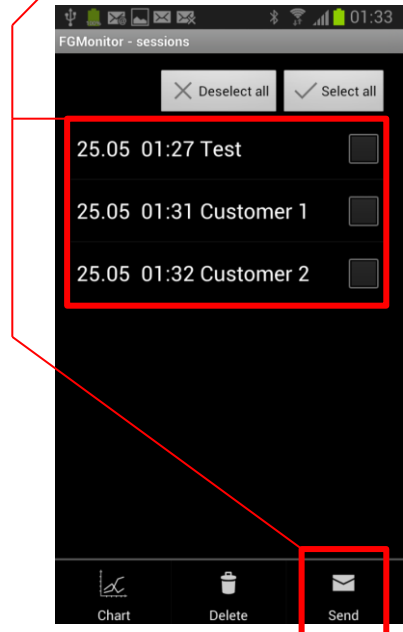 01:33
FGMonitor - sessions
Deselect all Select all
25.05 01:27 Test
25.05 01:31 Customer 1
25.05 01:32 Customer 2
Chart Delete Send